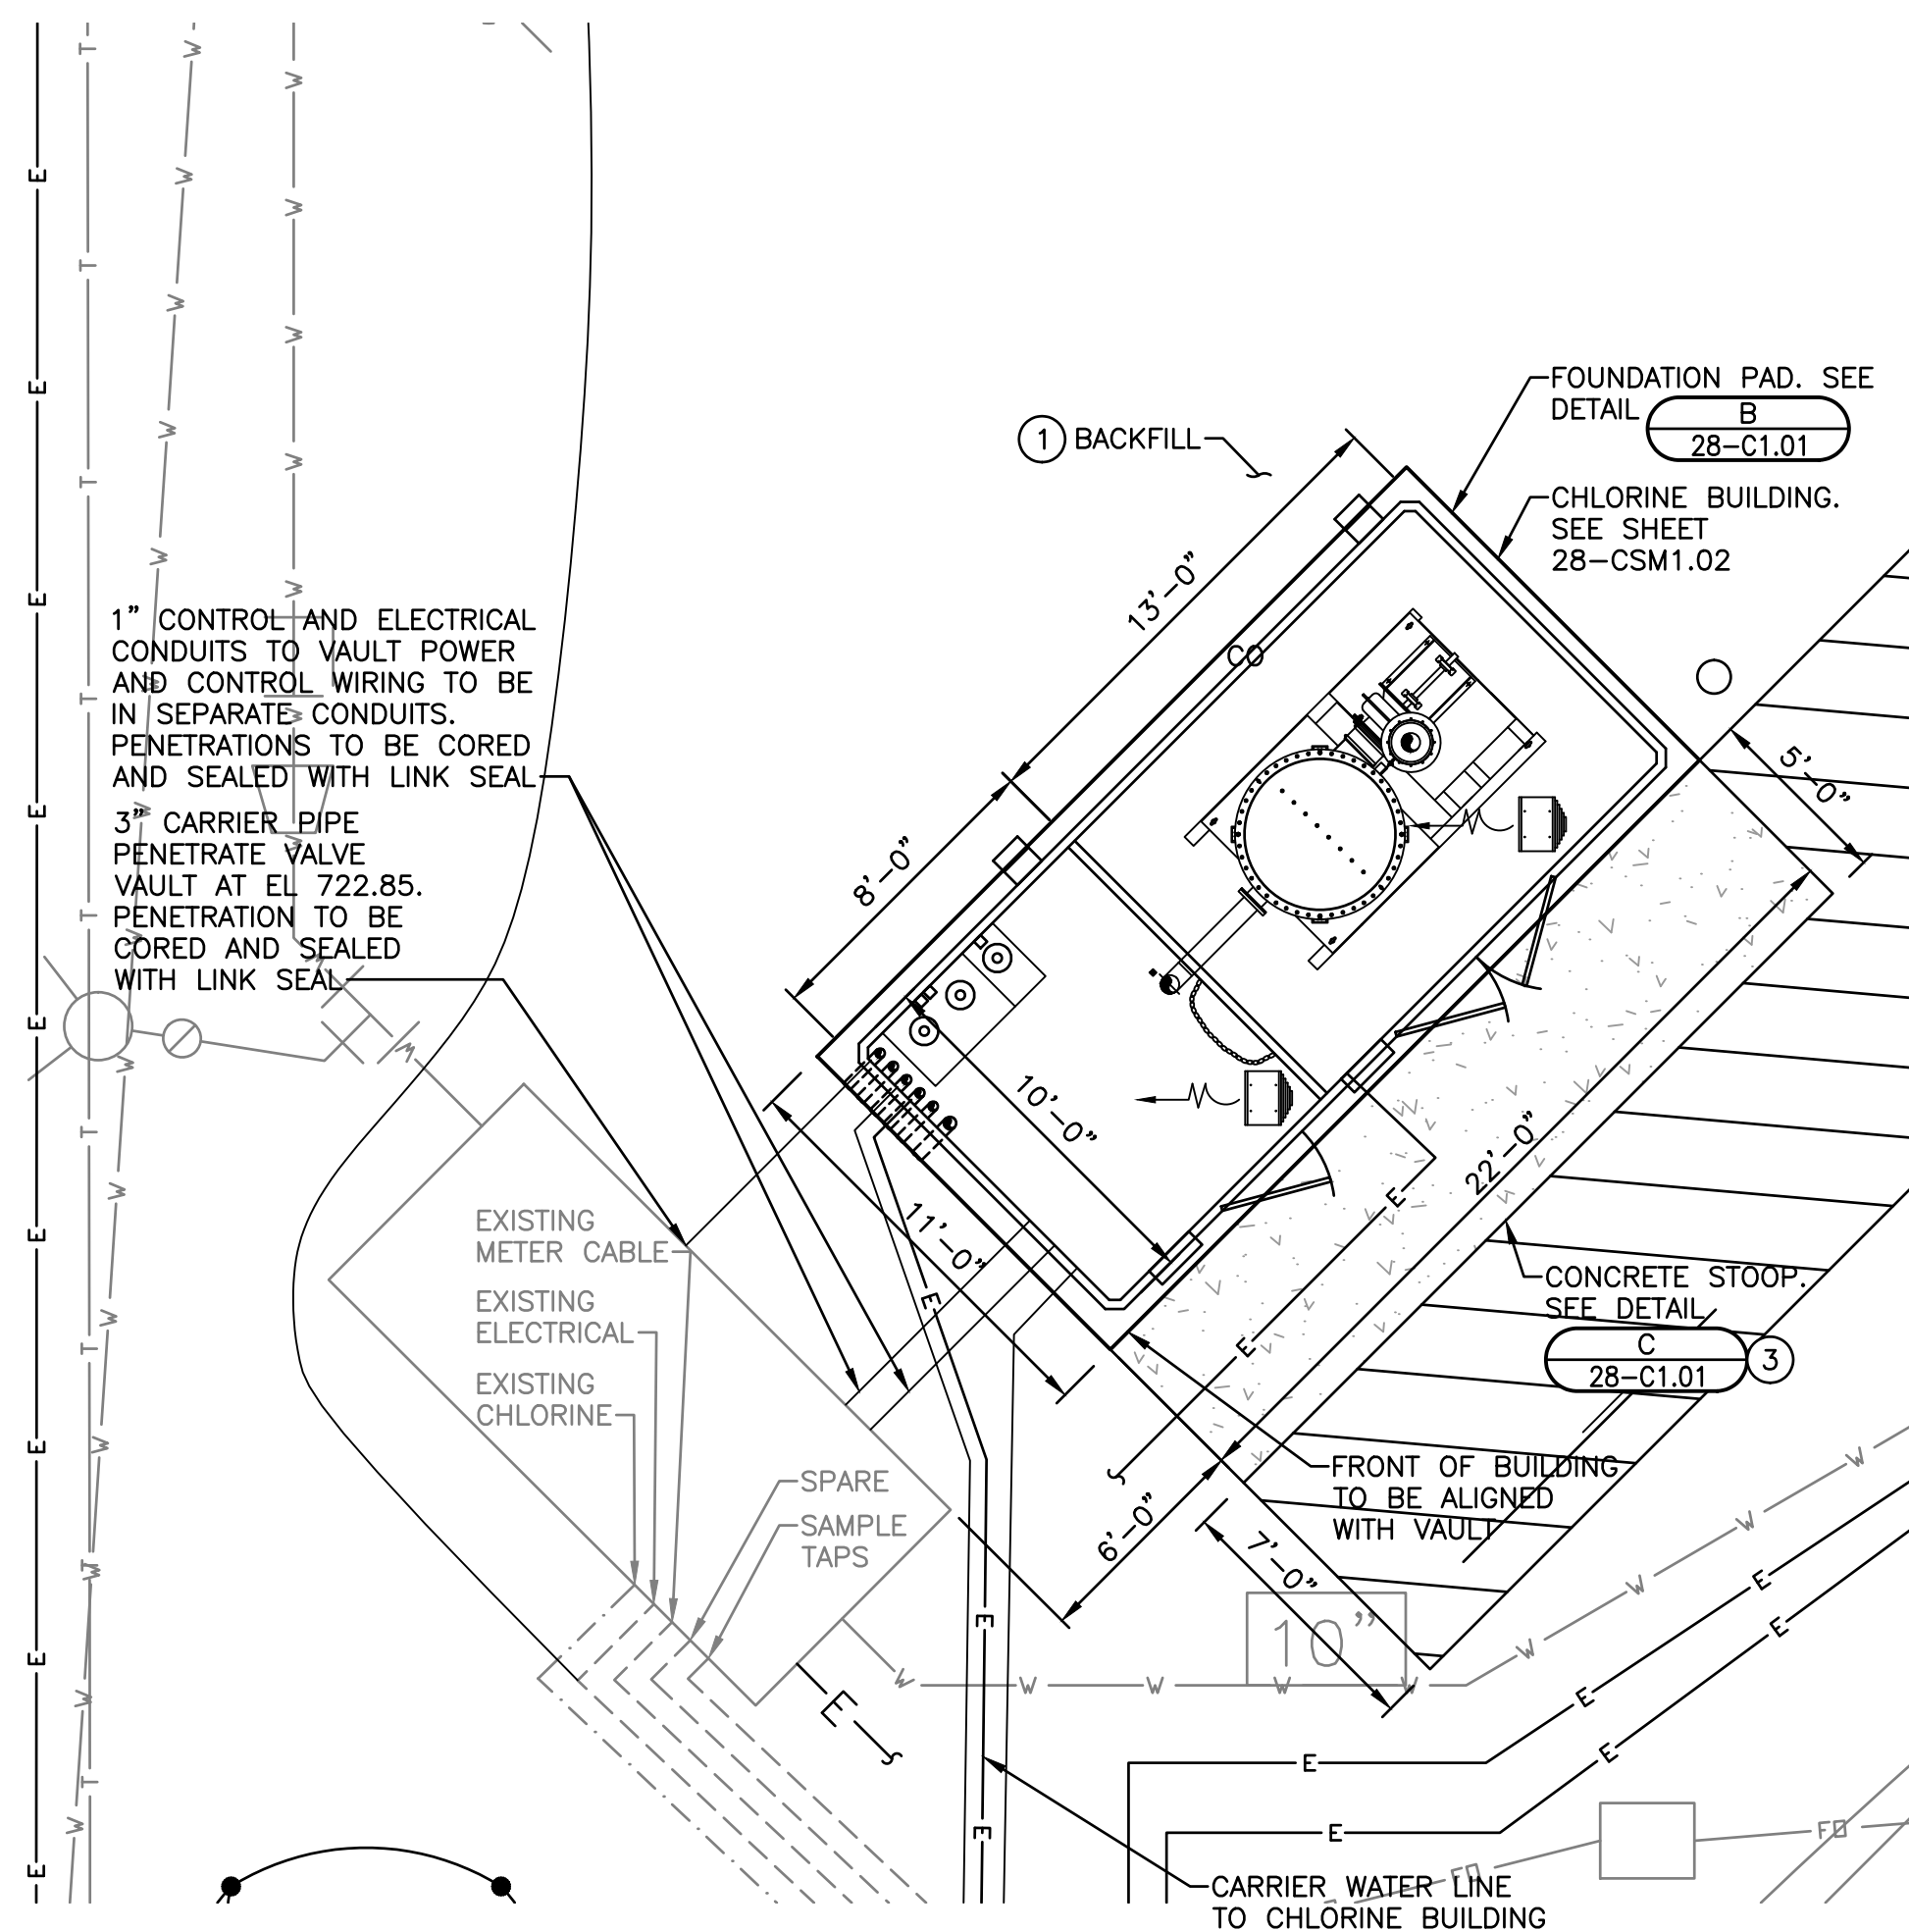 FOUNDATION PAD. SEE
DETAIL
B
28-C1.01
1 BACKFILL
CHLORINE BUILDING.
SEE SHEET
28-CSM1.02
13'-0"
1" CONTROL AND ELECTRICAL
CONDUITS TO VAULT POWER
AND CONTROL WIRING TO BE
IN SEPARATE CONDUITS.
PENETRATIONS TO BE CORED
AND SEALED WITH LINK SEAL
CO
5'-0"
3" CARRIER PIPE
PENETRATE VALVE
VAULT AT EL 722.85.
PENETRATION TO BE
CORED AND SEALED
WITH LINK SEAL
8'-0"
10'-0"
22'-0"
11'-0"
EXISTING
METER CABLE
EXISTING
ELECTRICAL
EXISTING
CHLORINE
CONCRETE STOOP.
SEE DETAIL
C
28-C1.01
3
SPARE
SAMPLE
TAPS
FRONT OF BUILDING
TO BE ALIGNED
WITH VAULT
6'-0"
7'-0"
10"
CARRIER WATER LINE
TO CHLORINE BUILDING
E
E
E
E
E
E
E
E
E
T
T
T
T
T
T
T
T
T
W
W
W
W
W
W
W
W
W
W
E
E
E
E
E
E
E
E
E
E
E
FO
FO